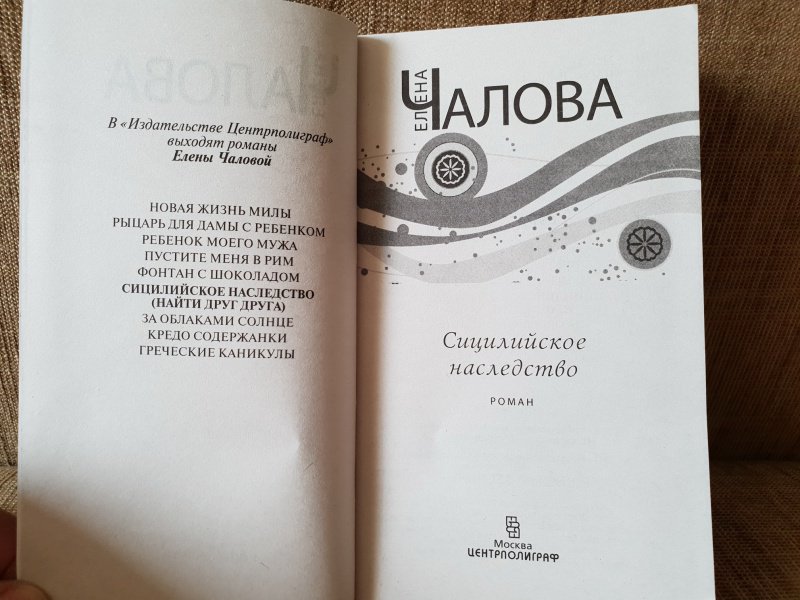 В «Издательстве Центрполиграф»
выходят романы
Елены Чаловой
НОВАЯ ЖИЗНЬ МИЛЫ
РЫЦАРЬ ДЛЯ ДАМЫ С РЕБЕНКОМ
РЕБЕНОК МОЕГО МУЖА
ПУСТИТЕ МЕНЯ В РИМ
ФОНТАН С ШОКОЛАДОМ
СИЦИЛИЙСКОЕ НАСЛЕДСТВО
(НАЙТИ ДРУГ ДРУГА)
ЗА ОБЛАКАМИ СОЛНЦЕ
КРЕДО СОДЕРЖАНКИ
ГРЕЧЕСКИЕ КАНИКУЛЫ
ЕЛЕНА
ЧАЛОВА
Сицилийское
наследство
РОМАН
Москва
ЦЕНТРПОЛИГРАФ